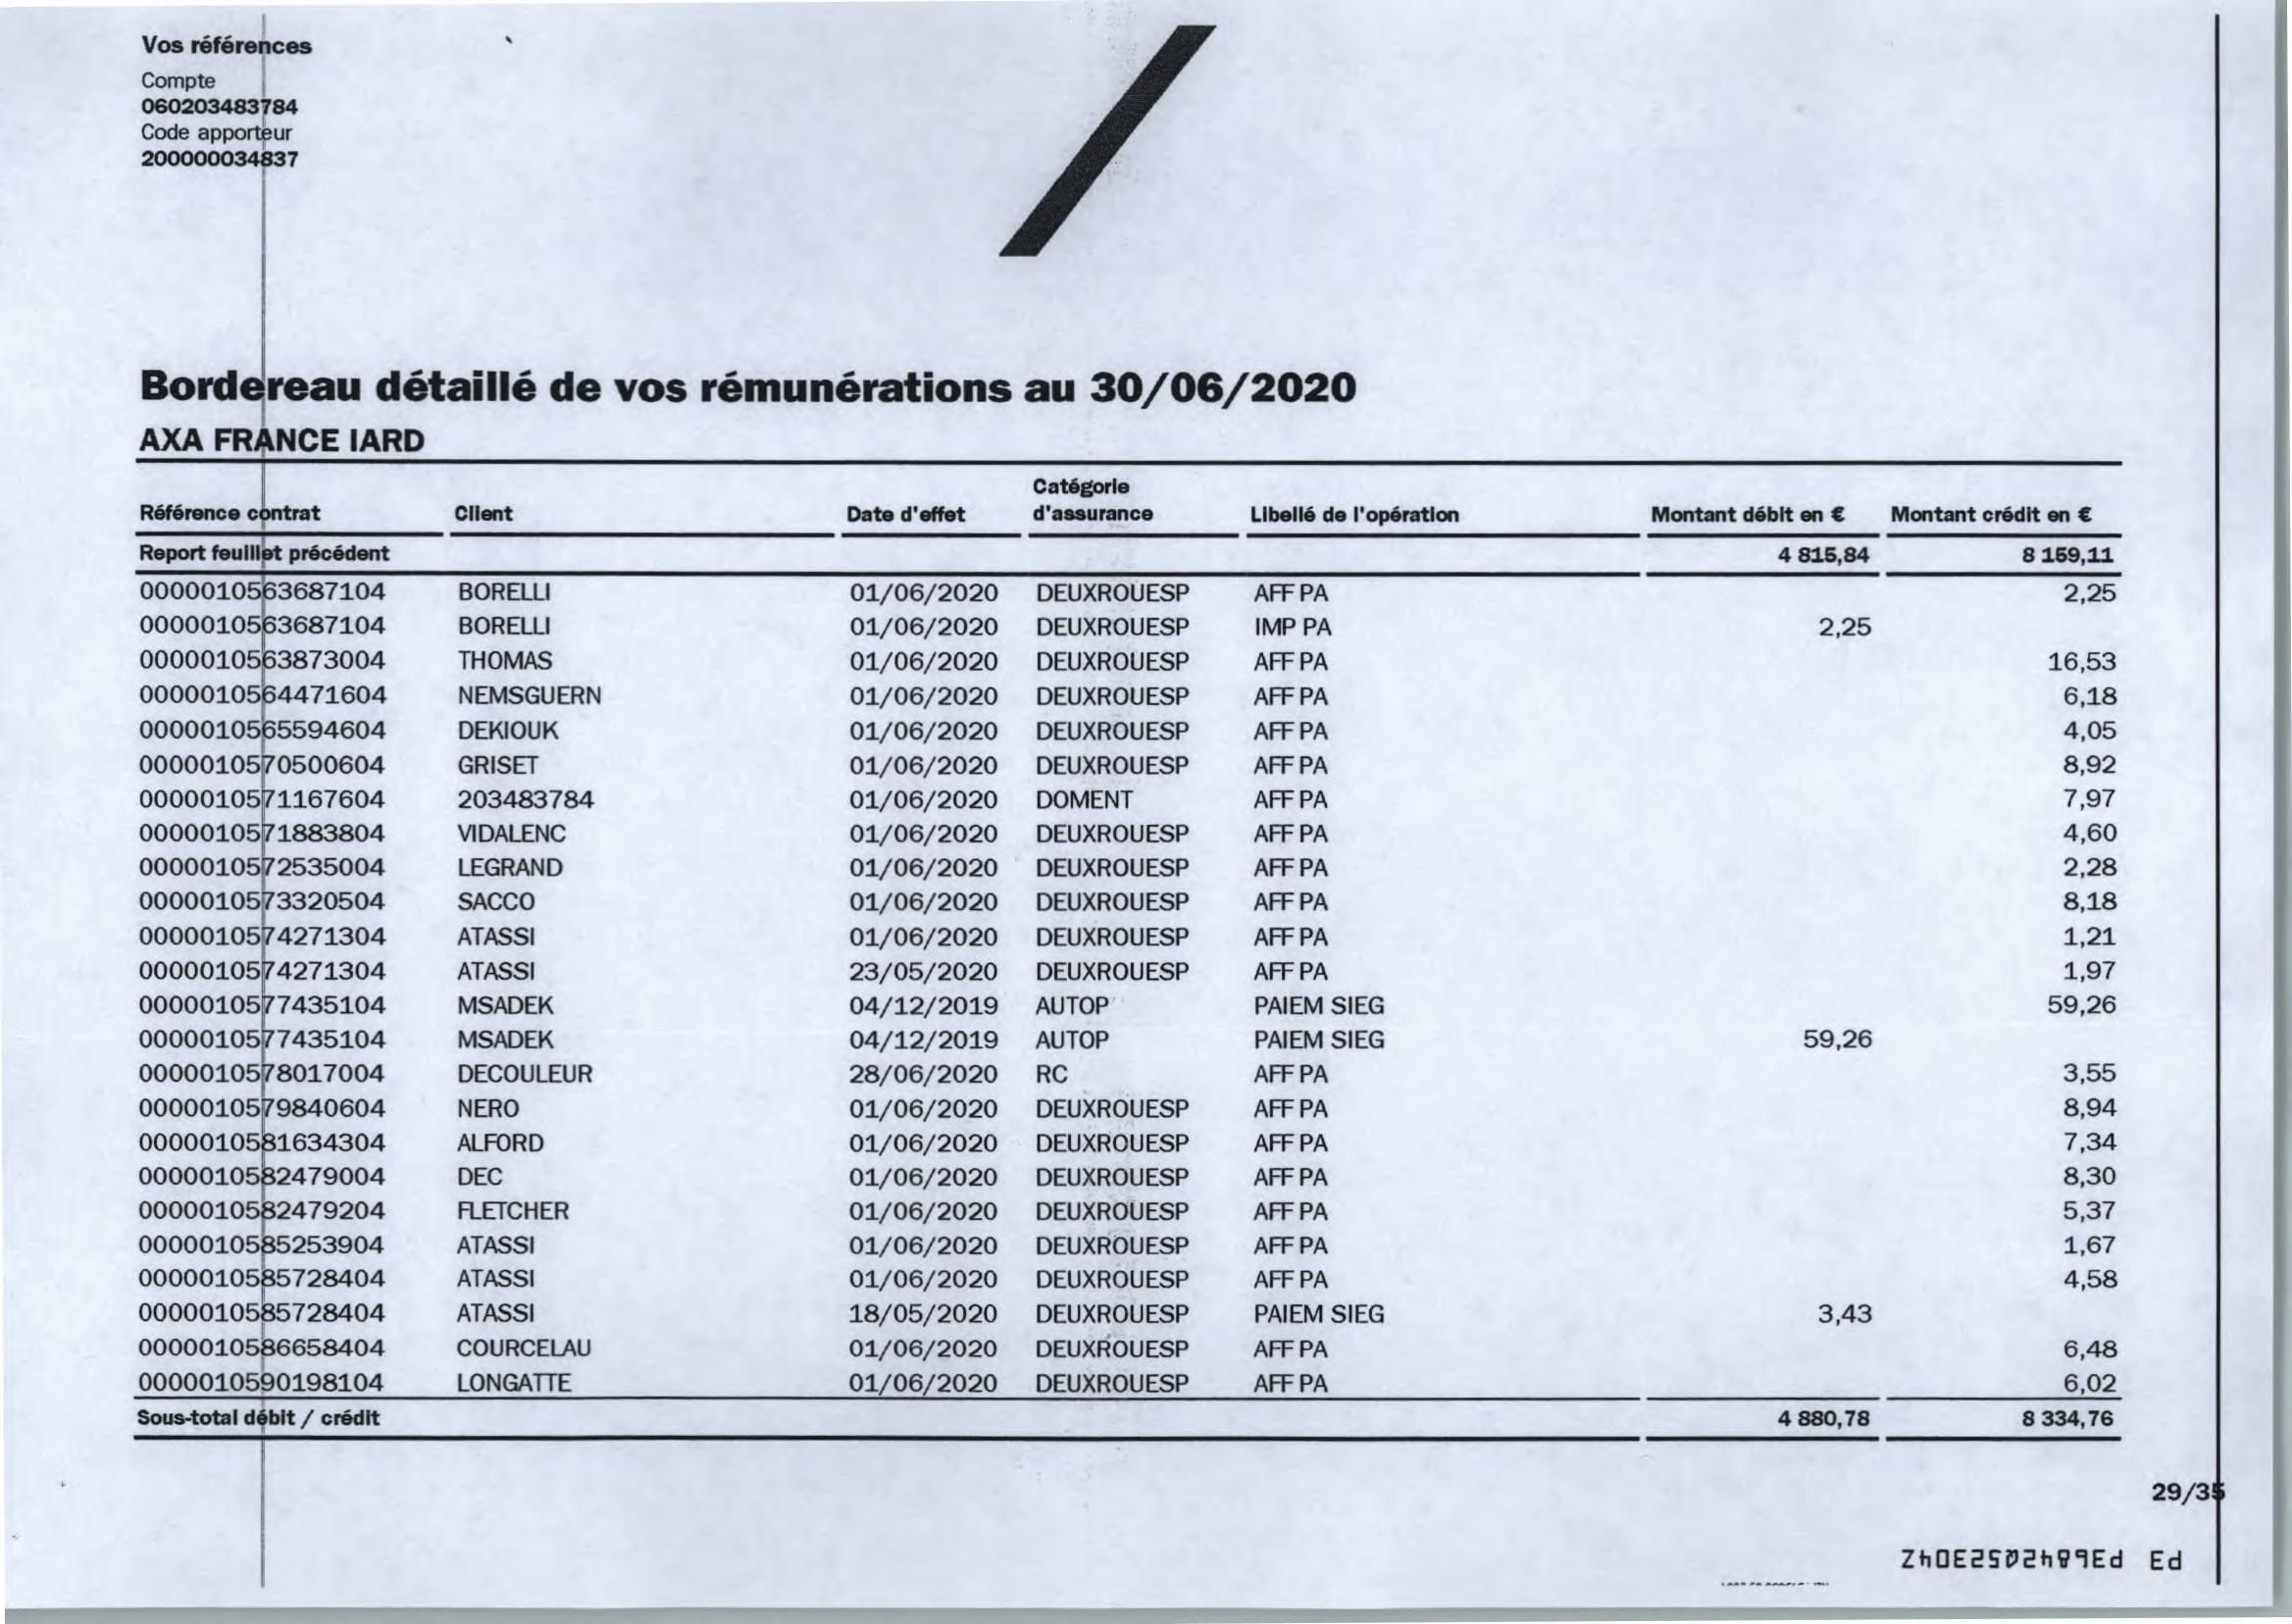 Vos références
Compte
060203483784
Code apporteur
200000034837
Bordereau détaillé de vos rémunérations au 30/06/2020
AXA FRANCE IARD
Référence contrat Client Date d'effet Catégorie d'assurance Libellé de l'opération Montant débit en € Montant crédit en €
Report feuillet précédent 4 815,84 8 159,11
0000010563687104 BORELLI 01/06/2020 DEUXROUESP AFF PA 2,25
0000010563687104 BORELLI 01/06/2020 DEUXROUESP IMP PA 2,25
0000010563873004 THOMAS 01/06/2020 DEUXROUESP AFF PA 16,53
0000010564471604 NEMSGUERN 01/06/2020 DEUXROUESP AFF PA 6,18
0000010565594604 DEKIOUK 01/06/2020 DEUXROUESP AFF PA 4,05
0000010570500604 GRISET 01/06/2020 DEUXROUESP AFF PA 8,92
0000010571167604 203483784 01/06/2020 DOMENT AFF PA 7,97
0000010571883804 VIDALENC 01/06/2020 DEUXROUESP AFF PA 4,60
0000010572535004 LEGRAND 01/06/2020 DEUXROUESP AFF PA 2,28
0000010573320504 SACCO 01/06/2020 DEUXROUESP AFF PA 8,18
0000010574271304 ATASSI 01/06/2020 DEUXROUESP AFF PA 1,21
0000010574271304 ATASSI 23/05/2020 DEUXROUESP AFF PA 1,97
0000010577435104 MSADEK 04/12/2019 AUTOP PAIEM SIEG 59,26
0000010577435104 MSADEK 04/12/2019 AUTOP PAIEM SIEG 59,26
0000010578017004 DECOULEUR 28/06/2020 RC AFF PA 3,55
0000010579840604 NERO 01/06/2020 DEUXROUESP AFF PA 8,94
0000010581634304 ALFORD 01/06/2020 DEUXROUESP AFF PA 7,34
0000010582479004 DEC 01/06/2020 DEUXROUESP AFF PA 8,30
0000010582479204 FLETCHER 01/06/2020 DEUXROUESP AFF PA 5,37
0000010585253904 ATASSI 01/06/2020 DEUXROUESP AFF PA 1,67
0000010585728404 ATASSI 01/06/2020 DEUXROUESP AFF PA 4,58
0000010585728404 ATASSI 18/05/2020 DEUXROUESP PAIEM SIEG 3,43
0000010586658404 COURCELAU 01/06/2020 DEUXROUESP AFF PA 6,48
0000010590198104 LONGATTE 01/06/2020 DEUXROUESP AFF PA 6,02
Sous-total débit / crédit 4 880,78 8 334,76
29/35